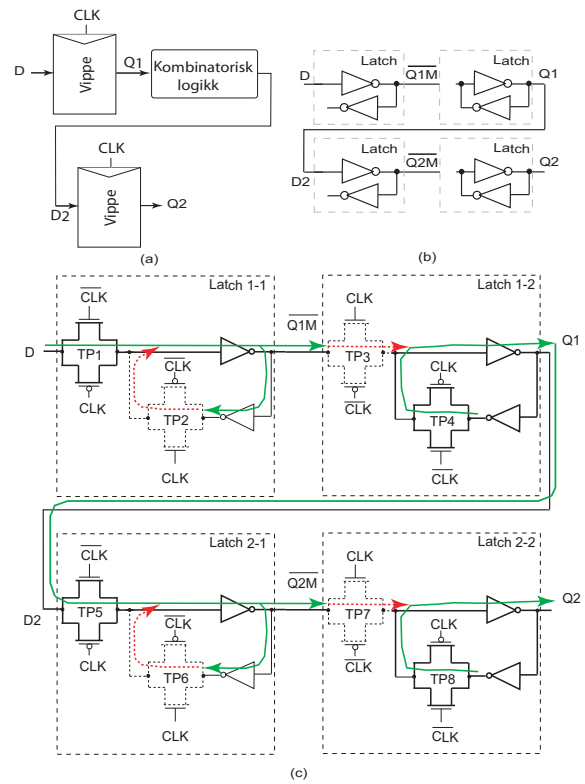 CLK
D
Vippe
Q1
Kombinatorisk
logikk
CLK
D2
Vippe
Q2
(a)
Latch
D
Q1M
Latch
Q1
Latch
D2
Q2M
Latch
Q2
(b)
Latch 1-1
CLK
D
TP1
CLK
CLK
TP2
CLK
Q1M
Latch 1-2
CLK
TP3
CLK
CLK
TP4
CLK
Q1
Latch 2-1
CLK
D2
TP5
CLK
CLK
TP6
CLK
Q2M
Latch 2-2
CLK
TP7
CLK
CLK
TP8
CLK
Q2
(c)